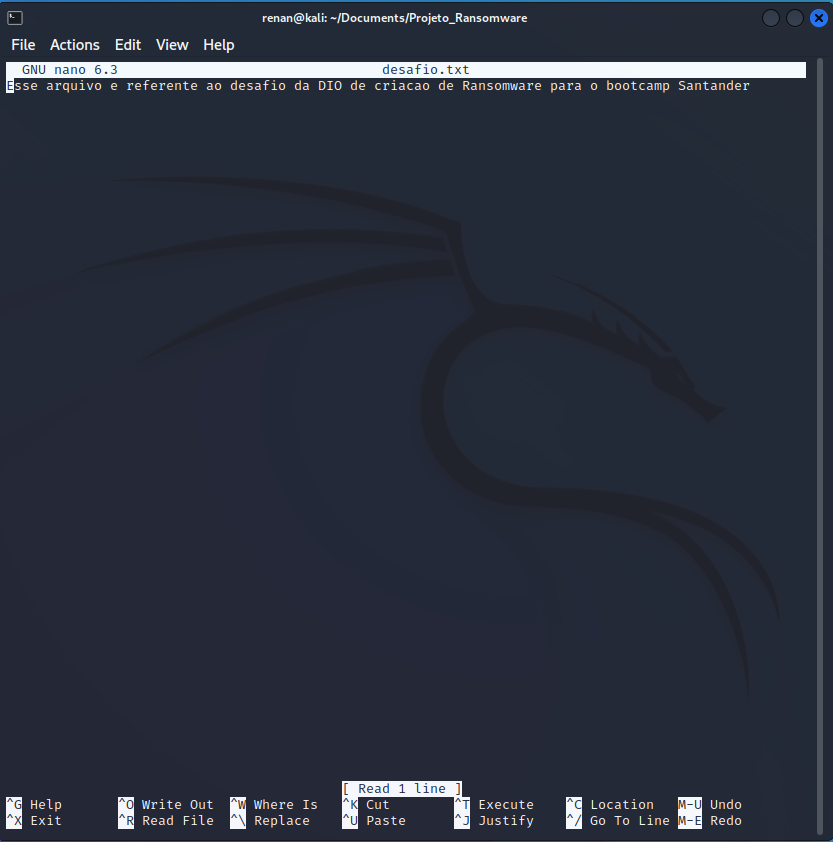 renan@kali: ~/Documents/Projeto_Ransomware
File Actions Edit View Help
GNU nano 6.3 desafio.txt
Esse arquivo e referente ao desafio da DIO de criacao de Ransomware para o bootcamp Santander
[ Read 1 line ]
^G Help ^O Write Out ^W Where Is ^K Cut ^T Execute ^C Location M-U Undo
^X Exit ^R Read File ^\ Replace ^U Paste ^J Justify ^/ Go To Line M-E Redo